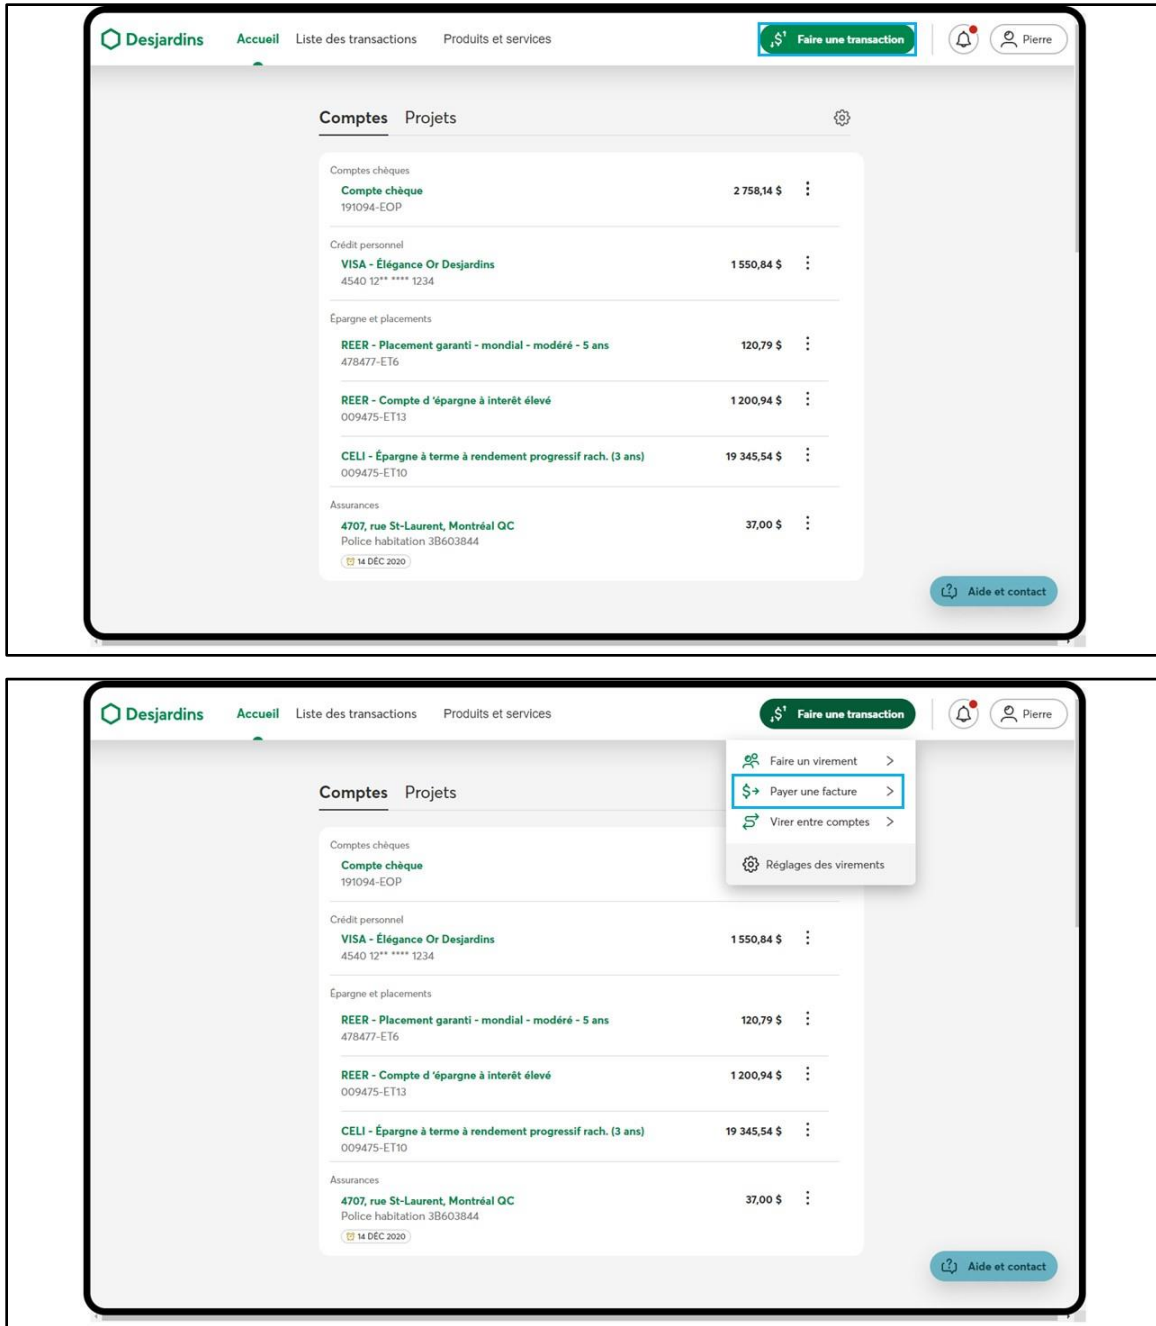 Desjardins Accueil Liste des transactions Produits et services Faire une transaction Pierre
Comptes Projets
Comptes chèques
Compte chèque 2 758,14 $
191094-EOP
Crédit personnel
VISA - Élégance Or Desjardins 1 550,84 $
4540 12** **** 1234
Épargne et placements
REER - Placement garanti - mondial - modéré - 5 ans 120,79 $
478477-ET6
REER - Compte d 'épargne à interêt élevé 1 200,94 $
009475-ET13
CELI - Épargne à terme à rendement progressif rach. (3 ans) 19 345,54 $
009475-ET10
Assurances
4707, rue St-Laurent, Montréal QC 37,00 $
Police habitation 3B603844
14 DÉC 2020
Aide et contact
Desjardins Accueil Liste des transactions Produits et services Faire une transaction Pierre
Faire un virement
Payer une facture
Virer entre comptes
Réglages des virements
Comptes Projets
Comptes chèques
Compte chèque
191094-EOP
Crédit personnel
VISA - Élégance Or Desjardins 1 550,84 $
4540 12** **** 1234
Épargne et placements
REER - Placement garanti - mondial - modéré - 5 ans 120,79 $
478477-ET6
REER - Compte d 'épargne à interêt élevé 1 200,94 $
009475-ET13
CELI - Épargne à terme à rendement progressif rach. (3 ans) 19 345,54 $
009475-ET10
Assurances
4707, rue St-Laurent, Montréal QC 37,00 $
Police habitation 3B603844
14 DÉC 2020
Aide et contact